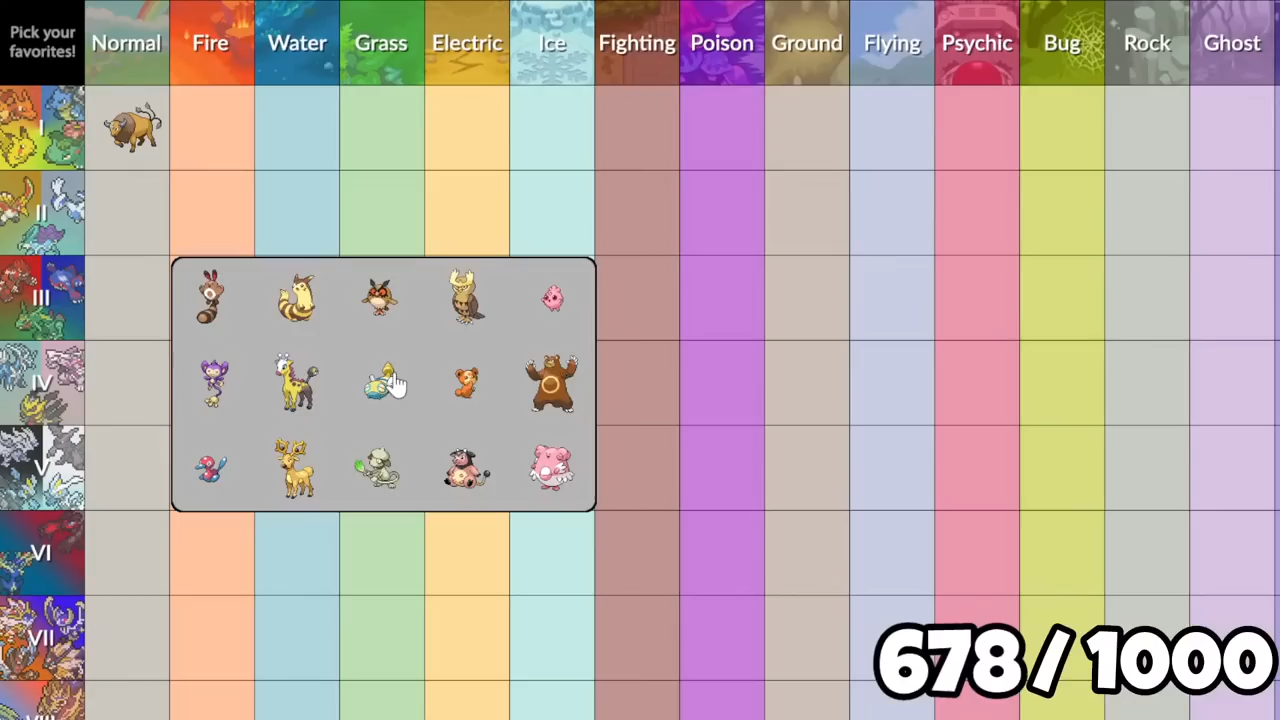 Pick your
favorites!
Normal
Fire
Water
Grass
Electric
Ice
Fighting
Poison
Ground
Flying
Psychic
Bug
Rock
Ghost
I
II
III
IV
V
VI
VII
VIII
678/1000